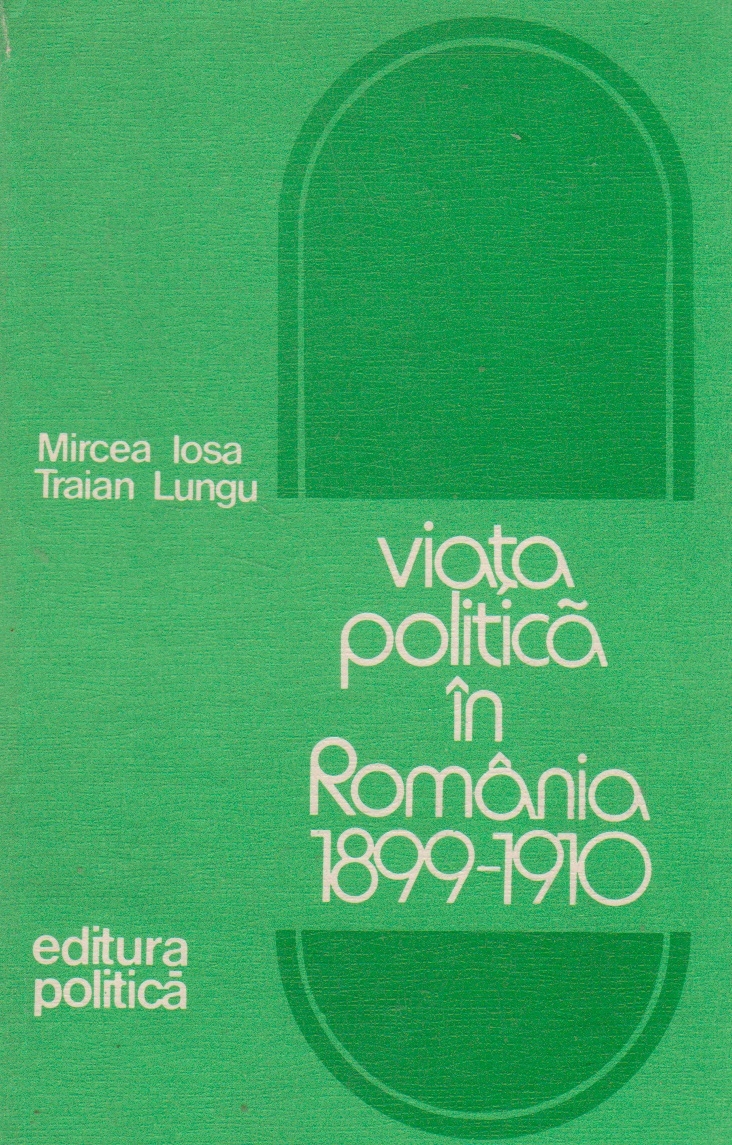 Mircea Iosa
Traian Lungu
viața
politică
în
România
1899-1910
editura
politică